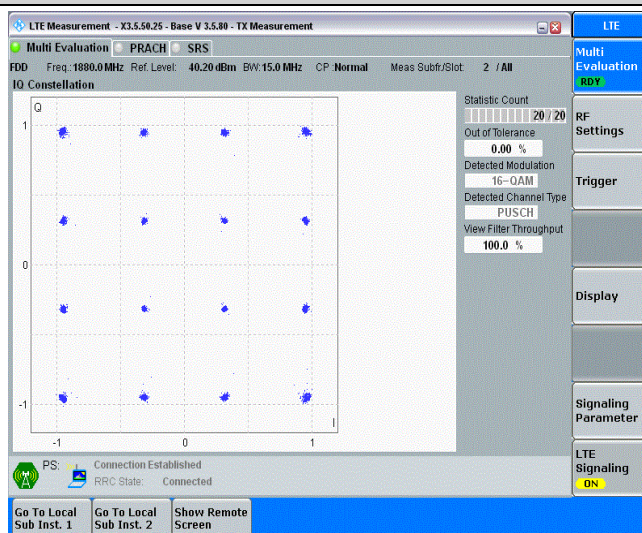 LTE Measurement - X3.5.50.25 - Base V 3.5.80 - TX Measurement
LTE
Multi Evaluation PRACH SRS
FDD Freq.:1880.0 MHz Ref. Level: 40.20 dBm BW:15.0 MHz CP :Normal Meas Subfr./Slot: 2 / All
IQ Constellation
Q
1
0
-1
-1 0 1
I
Statistic Count
20 / 20
Out of Tolerance
0.00 %
Detected Modulation
16-QAM
Detected Channel Type
PUSCH
View Filter Throughput
100.0 %
PS: Connection Established
RRC State: Connected
Multi
Evaluation
RDY
RF
Settings
Trigger
Display
Signaling
Parameter
LTE
Signaling
ON
Go To Local
Sub Inst. 1
Go To Local
Sub Inst. 2
Show Remote
Screen